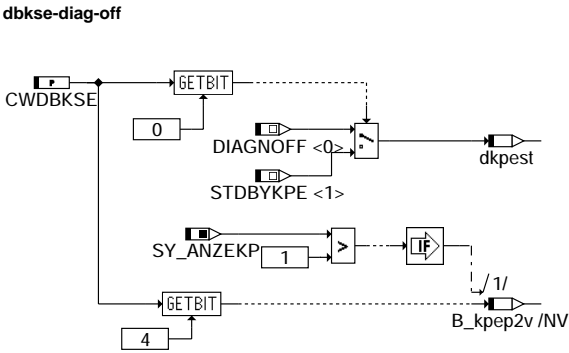 dbkse-diag-off
P
CWDBKSE
GETBIT
0
DIAGNOFF <0>
STDBYKPE <1>
dkpest
SY_ANZEKP
1
>
IF
/ 1/
GETBIT
B_kpep2v /NV
4